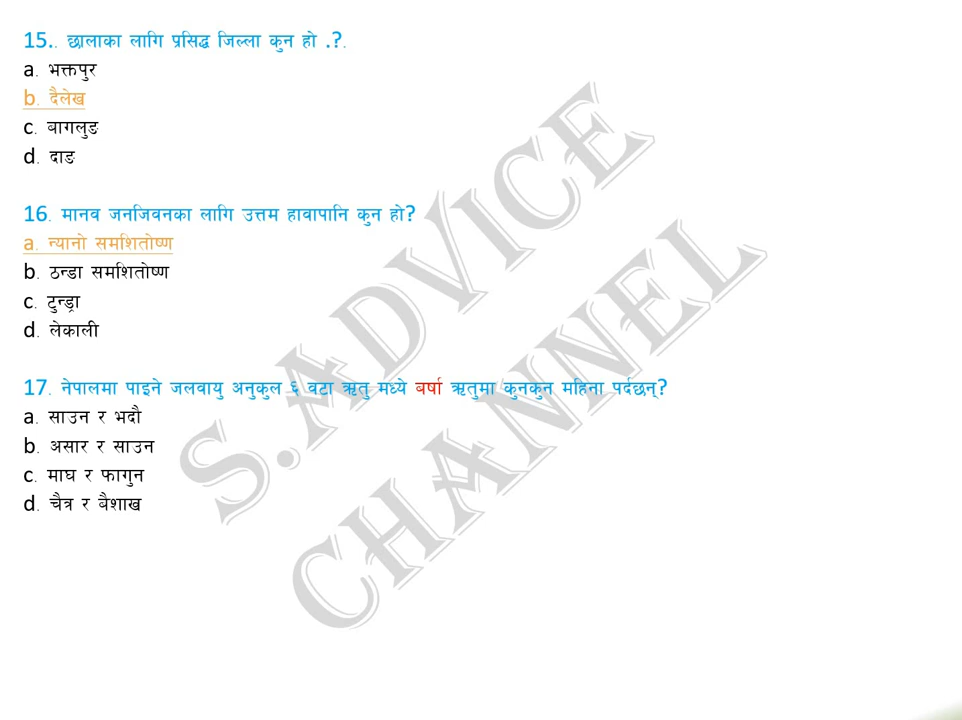 15.. छालाका लागि प्रसिद्ध जिल्ला कुन हो .?.
a. भक्तपुर
b. दैलेख
c. बागलुङ
d. दाङ
16. मानव जनजिवनका लागि उत्तम हावापानि कुन हो?
a. न्यानो समशितोष्ण
b. ठन्डा समशितोष्ण
c. टुन्ड्रा
d. लेकाली
17. नेपालमा पाइने जलवायु अनुकुल ६ वटा ऋतु मध्ये बर्षा ऋतुमा कुनकुन महिना पर्दछन्?
a. साउन र भदौ
b. असार र साउन
c. माघ र फागुन
d. चैत्र र बैशाख
S.ADVICE
CHANNEL